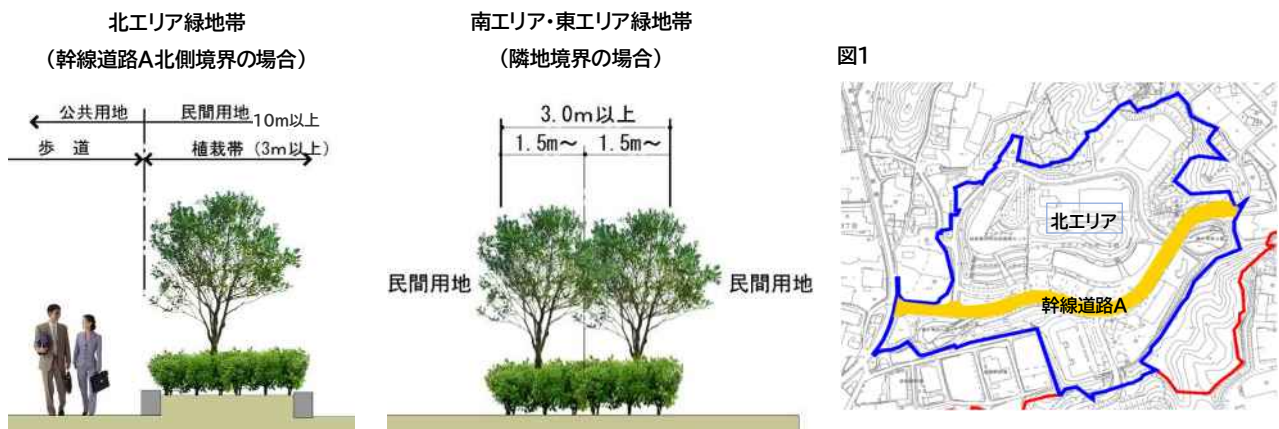 北エリア緑地帯
（幹線道路A北側境界の場合）
公共用地
民間用地
10m以上
歩道
植栽帯（3m以上）
南エリア・東エリア緑地帯
（隣地境界の場合）
3.0m以上
1.5m～
1.5m～
民間用地
民間用地
図1
北エリア
幹線道路A